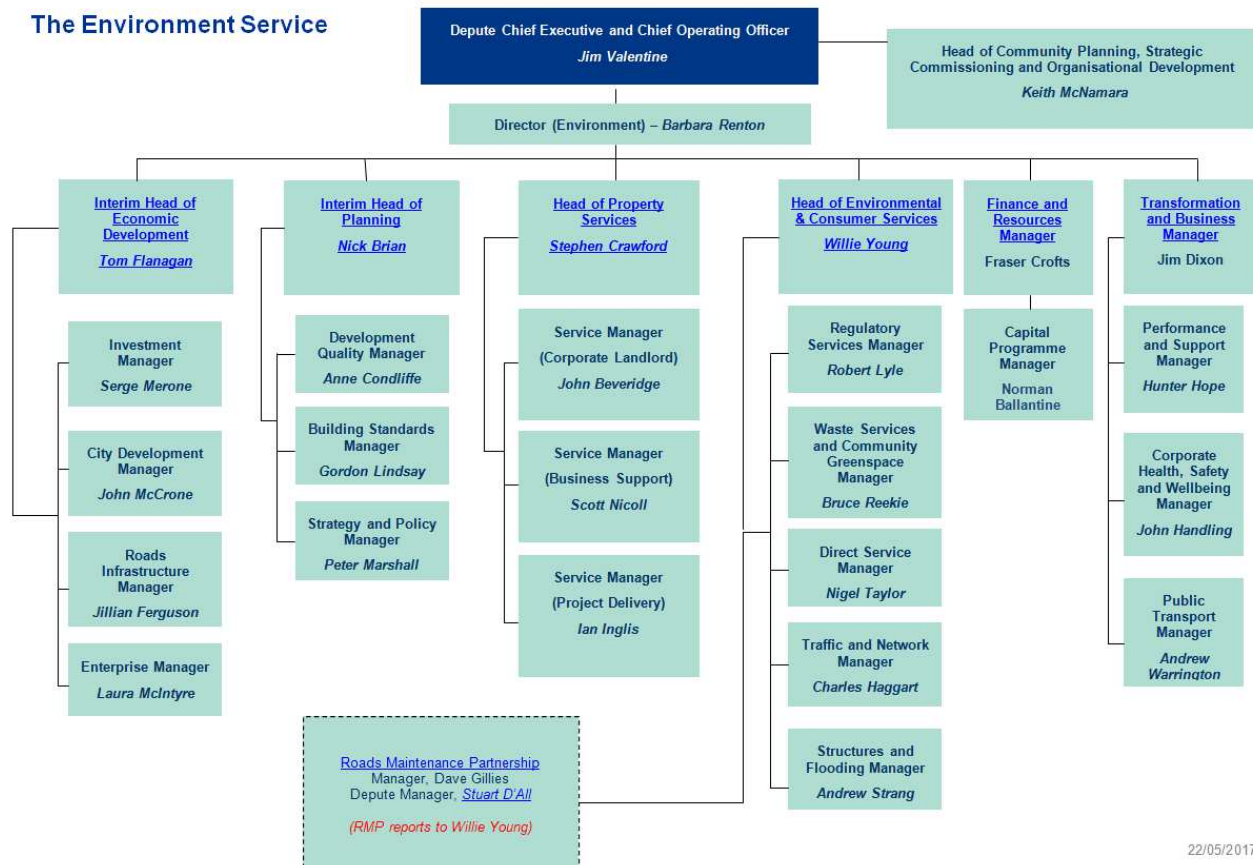 The Environment Service
Depute Chief Executive and Chief Operating Officer
Jim Valentine
Head of Community Planning, Strategic
Commissioning and Organisational Development
Keith McNamara
Director (Environment) – Barbara Renton
Interim Head of
Economic
Development
Tom Flanagan
Investment
Manager
Serge Merone
City Development
Manager
John McCrone
Roads
Infrastructure
Manager
Jillian Ferguson
Enterprise Manager
Laura McIntyre
Interim Head of
Planning
Nick Brian
Development
Quality Manager
Anne Condliffe
Building Standards
Manager
Gordon Lindsay
Strategy and Policy
Manager
Peter Marshall
Head of Property
Services
Stephen Crawford
Service Manager
(Corporate Landlord)
John Beveridge
Service Manager
(Business Support)
Scott Nicoll
Service Manager
(Project Delivery)
Ian Inglis
Head of Environmental
& Consumer Services
Willie Young
Regulatory
Services Manager
Robert Lyle
Waste Services
and Community
Greenspace
Manager
Bruce Reekie
Direct Service
Manager
Nigel Taylor
Traffic and Network
Manager
Charles Haggart
Structures and
Flooding Manager
Andrew Strang
Roads Maintenance Partnership
Manager, Dave Gillies
Depute Manager, Stuart D'All
(RMP reports to Willie Young)
Finance and
Resources
Manager
Fraser Crofts
Capital
Programme
Manager
Norman
Ballantine
Transformation
and Business
Manager
Jim Dixon
Performance
and Support
Manager
Hunter Hope
Corporate
Health, Safety
and Wellbeing
Manager
John Handling
Public
Transport
Manager
Andrew
Warrington
22/05/2017